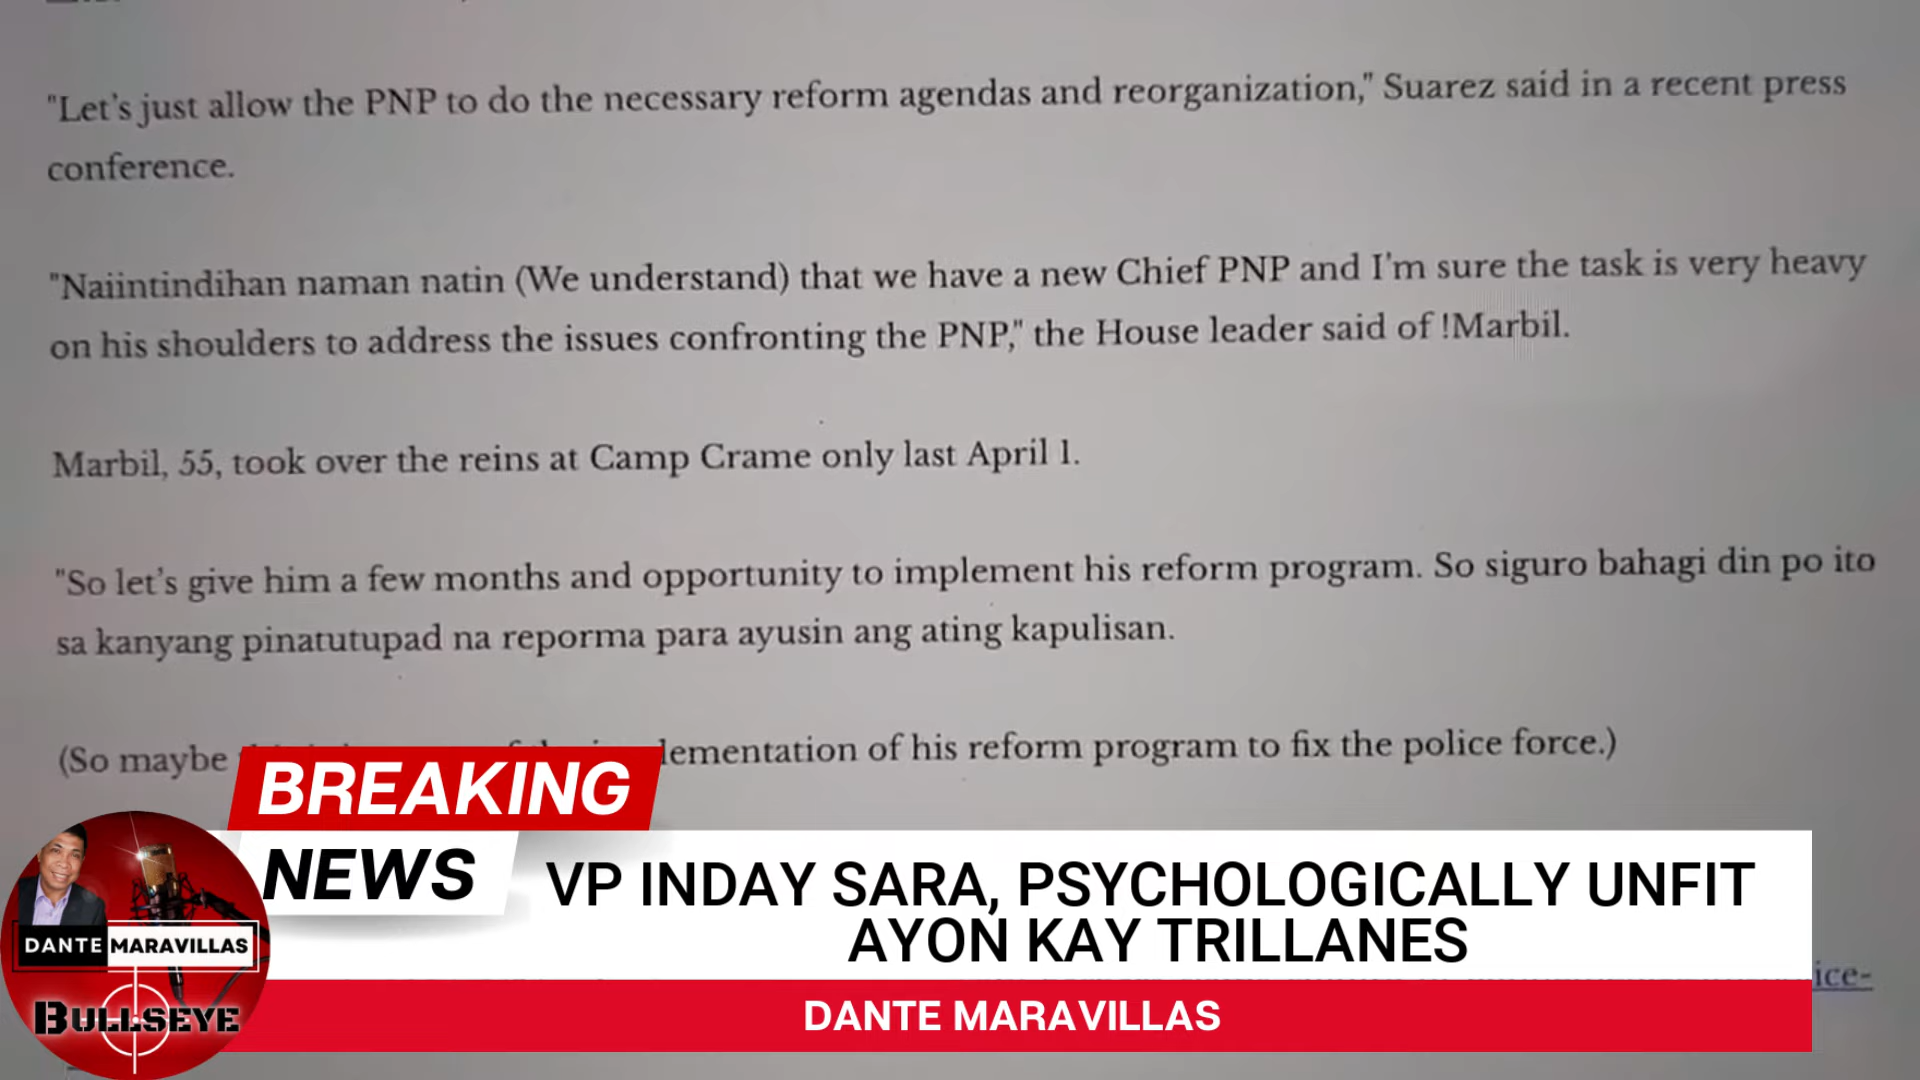 "Let's just allow the PNP to do the necessary reform agendas and reorganization," Suarez said in a recent press
conference.
"Naiintindihan naman natin (We understand) that we have a new Chief PNP and I'm sure the task is very heavy
on his shoulders to address the issues confronting the PNP," the House leader said of !Marbil.
Marbil, 55, took over the reins at Camp Crame only last April 1.
"So let's give him a few months and opportunity to implement his reform program. So siguro bahagi din po ito
sa kanyang pinatutupad na reporma para ayusin ang ating kapulisan.
(So maybe lementation of his reform program to fix the police force.)
BREAKING
NEWS
VP INDAY SARA, PSYCHOLOGICALLY UNFIT
AYON KAY TRILLANES
ice-
DANTE MARAVILLAS
BULLSEYE
DANTE MARAVILLAS